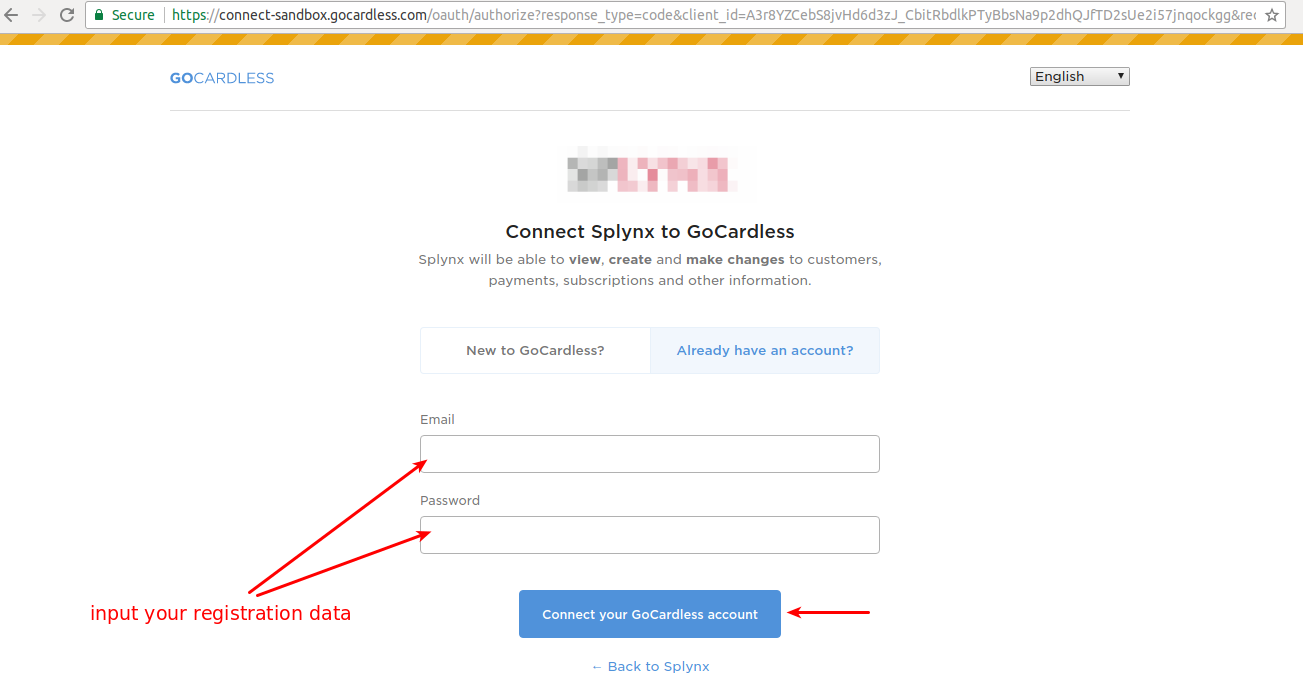 Secure https://connect-sandbox.gocardless.com/oauth/authorize?response_type=code&client_id=A3r8YZCebS8jvHd6d3zJ_CbitRbdlkPTyBbsNa9p2dhQJfTD2sUe2i57jnqockgg&rec
GOCARDLESS
English
Connect Splynx to GoCardless
Splynx will be able to view, create and make changes to customers,
payments, subscriptions and other information.
New to GoCardless? Already have an account?
Email
Password
input your registration data
Connect your GoCardless account
← Back to Splynx